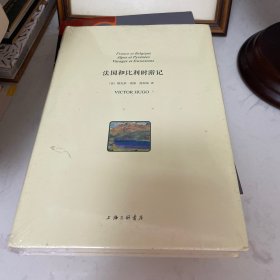 France et Belgique
Alpes et Pyrénées
Voyages et Excursions
法国和比利时游记
VICTOR HUGO
上海三联书店